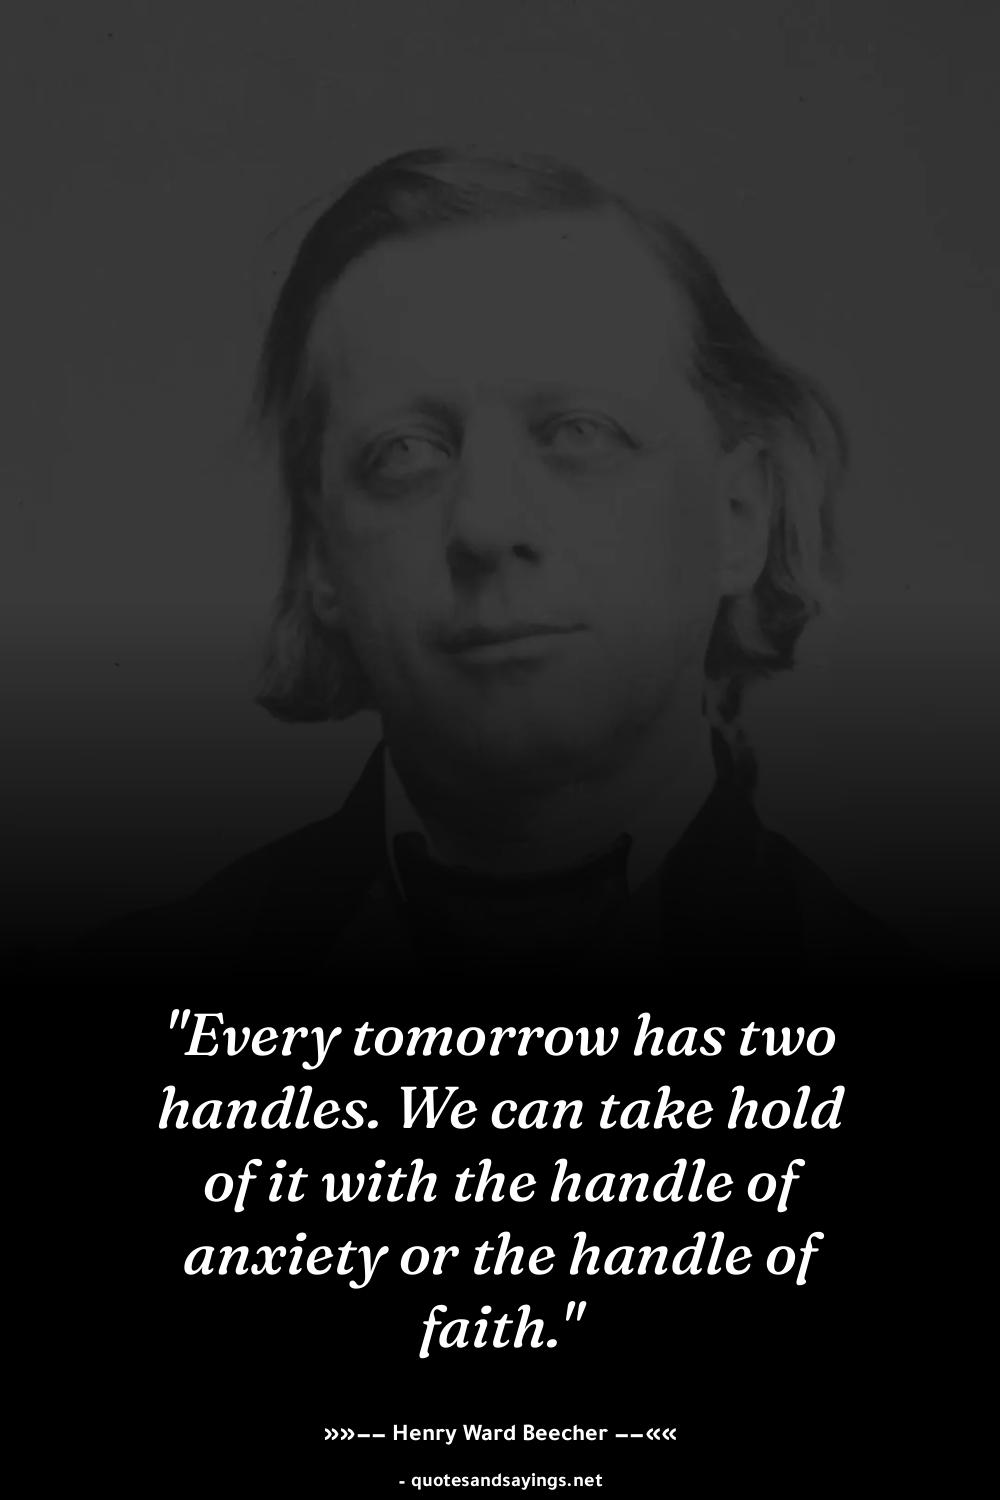 "Every tomorrow has two
handles. We can take hold
of it with the handle of
anxiety or the handle of
faith."
»»−− Henry Ward Beecher −−««
- quotesandsayings.net